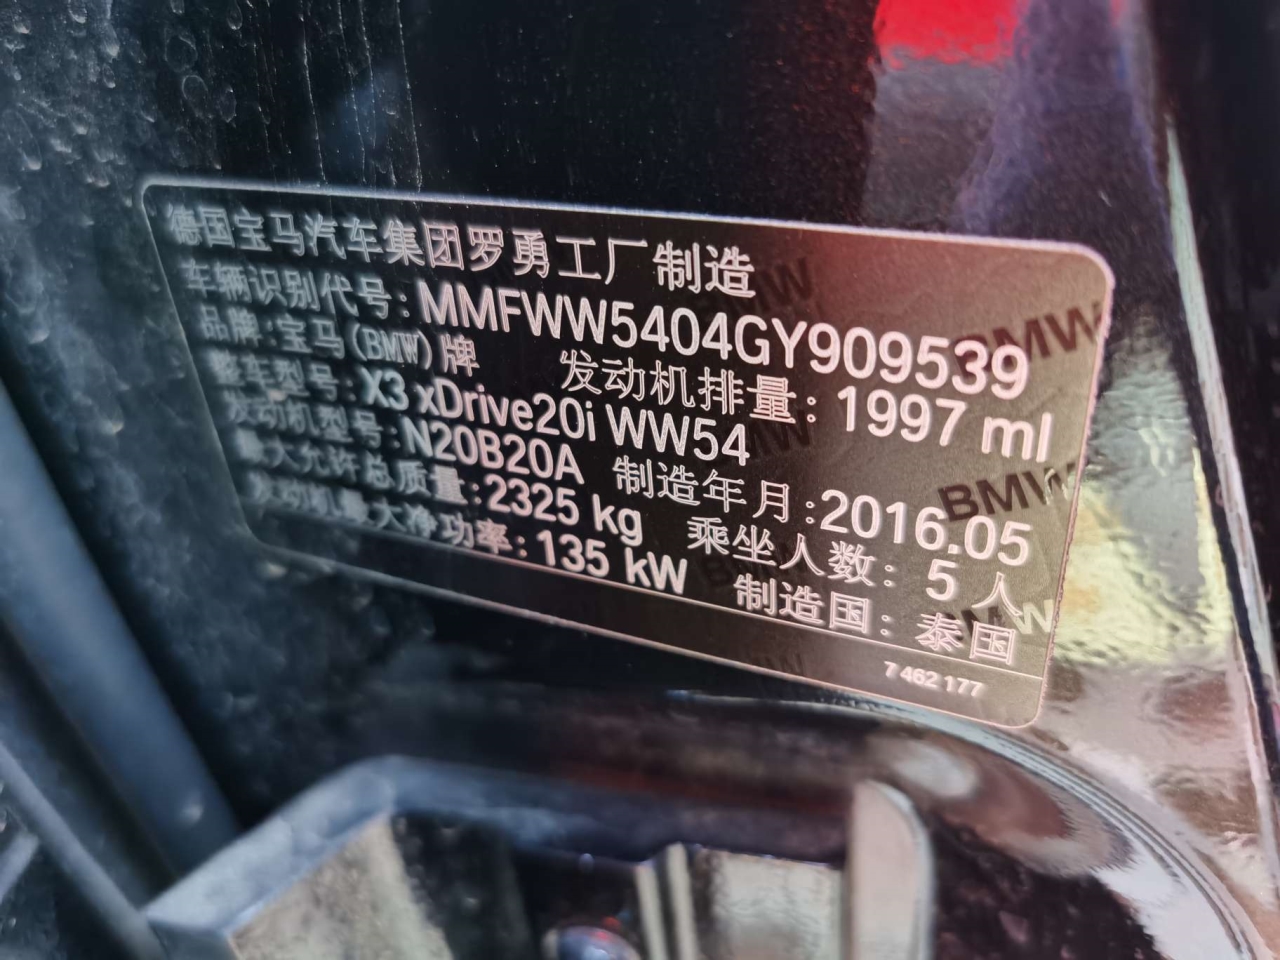 德国宝马汽车集团罗勇工厂制造
车辆识别代号: MMFWW5404GY909539
品牌: 宝马(BMW)牌 发动机排量: 1997 ml
整车型号: X3 xDrive20i WW54
发动机型号: N20B20A 制造年月: 2016.05
最大允许总质量: 2325 kg 乘坐人数: 5 人
发动机最大净功率: 135 kW 制造国: 泰国
7 462 177
BMW
BMW
BMW
BMW